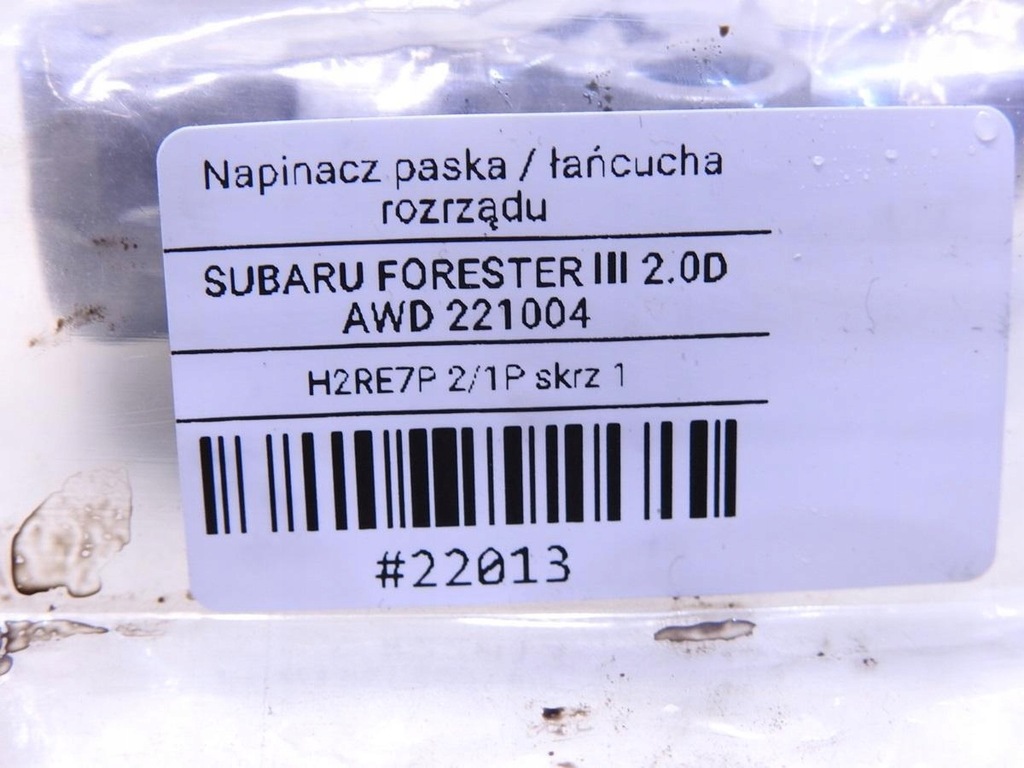 Napinacz paska / łańcucha
rozrządu
SUBARU FORESTER III 2.0D
AWD 221004
H2RE7P 2/1P skrz 1
#22013